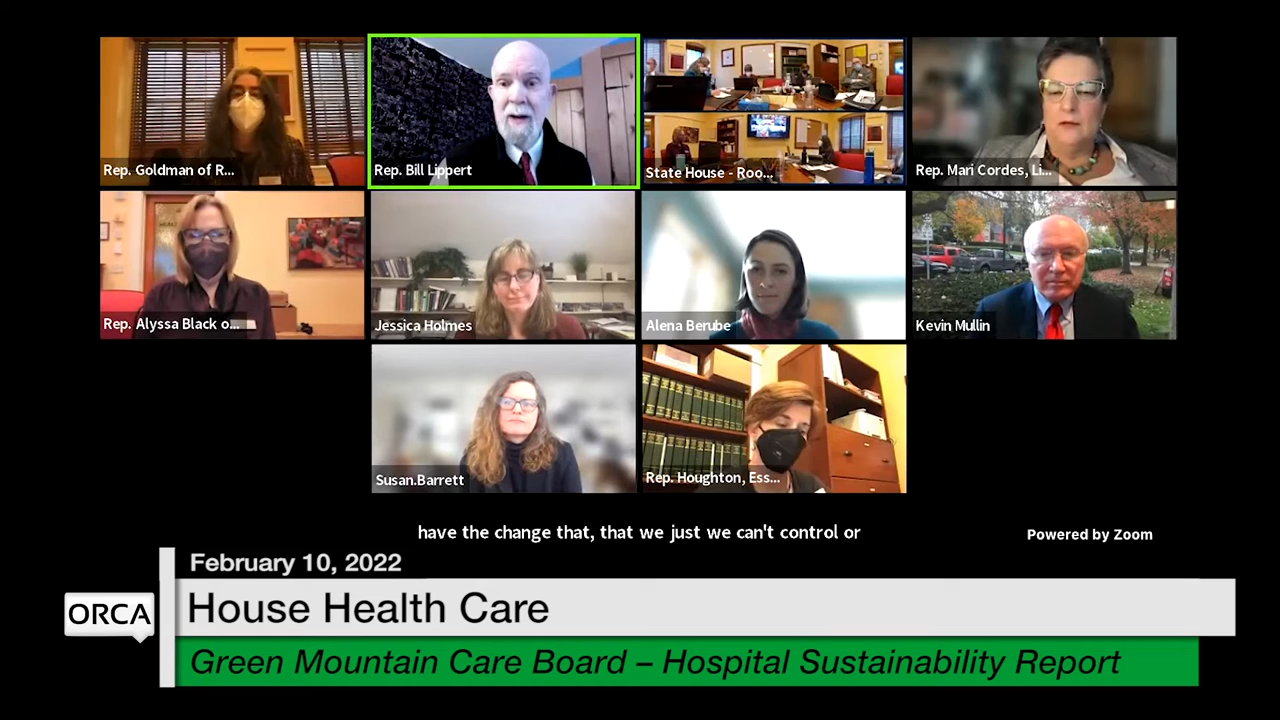 Rep. Goldman of R...
Rep. Bill Lippert
State House - Roo...
Rep. Mari Cordes, Li...
Rep. Alyssa Black o...
Jessica Holmes
Alena Berube
Kevin Mullin
Susan.Barrett
Rep. Houghton, Ess...
have the change that, that we just we can't control or
Powered by Zoom
February 10, 2022
ORCA
House Health Care
Green Mountain Care Board – Hospital Sustainability Report